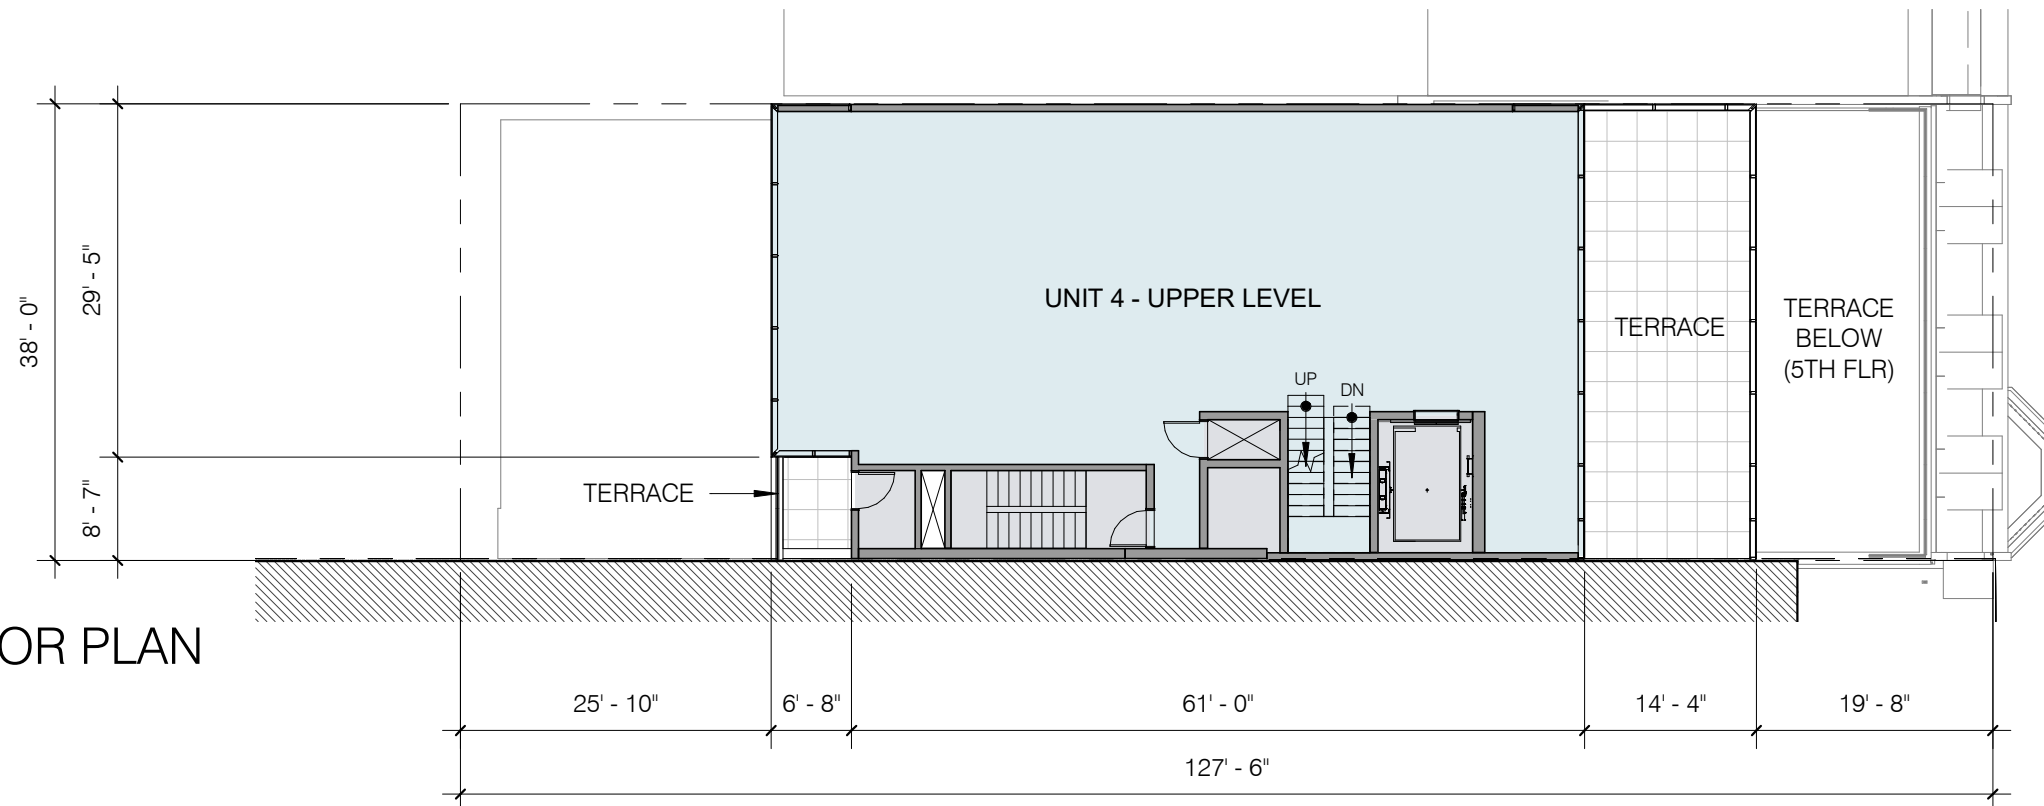 38' - 0"
29' - 5"
8' - 7"
UNIT 4 - UPPER LEVEL
TERRACE
TERRACE
BELOW
(5TH FLR)
UP
DN
TERRACE
OR PLAN
25' - 10"
6' - 8"
61' - 0"
14' - 4"
19' - 8"
127' - 6"